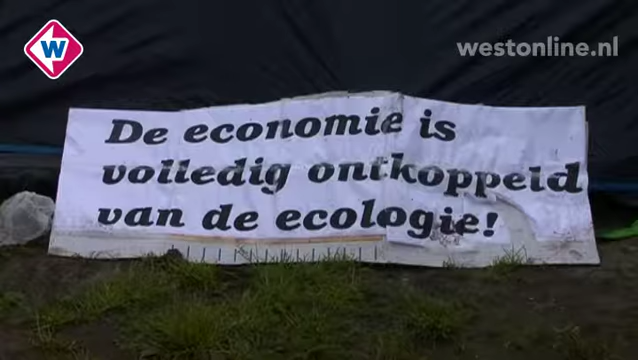 W
westonline.nl
De economie is
volledig ontkoppeld
van de ecologie!